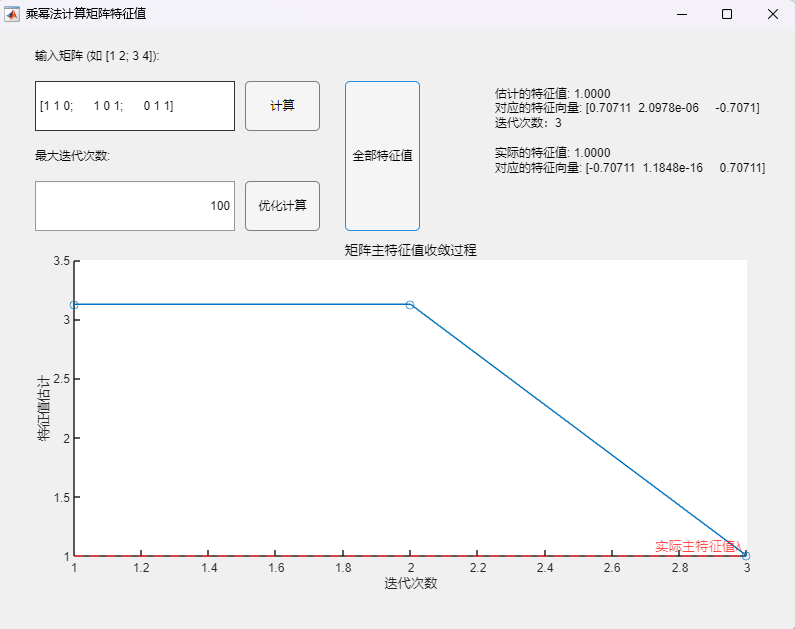 乘幂法计算矩阵特征值
输入矩阵 (如 [1 2; 3 4]):
[1 1 0; 1 0 1; 0 1 1]
计算
最大迭代次数:
100
优化计算
全部特征值
估计的特征值: 1.0000
对应的特征向量: [0.70711 2.0978e-06 -0.7071]
迭代次数: 3
实际的特征值: 1.0000
对应的特征向量: [-0.70711 1.1848e-16 0.70711]
矩阵主特征值收敛过程
3.5
3
2.5
2
1.5
1
特征值估计
实际主特征值λ
1 1.2 1.4 1.6 1.8 2 2.2 2.4 2.6 2.8 3
迭代次数